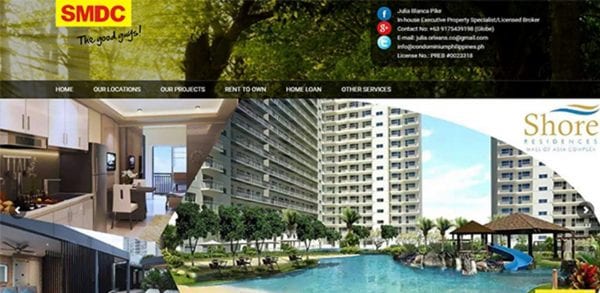 SMDC
The good guys!
Julia Blanca Pike
In-house Executive Property Specialist/Licensed Broker
Contact No: +63 9175439198 (Globe)
E-mail: julia.orleans.co@gmail.com
info@condominiumphilippines.ph
License No.: PREB #0023318
HOME OUR LOCATIONS OUR PROJECTS RENT TO OWN HOME LOAN OTHER SERVICES
Shore
RESIDENCES
MALL OF ASIA COMPLEX